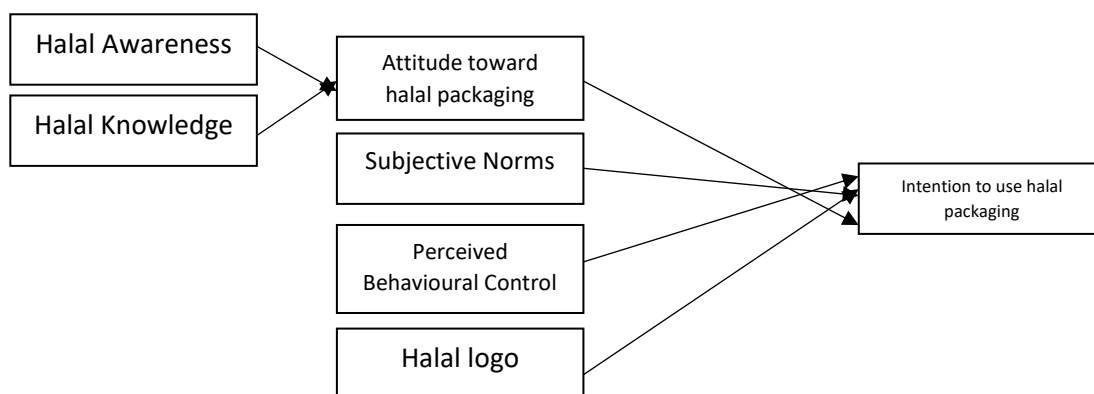 Halal Awareness
Halal Knowledge
Attitude toward
halal packaging
Subjective Norms
Perceived
Behavioural Control
Halal logo
Intention to use halal
packaging